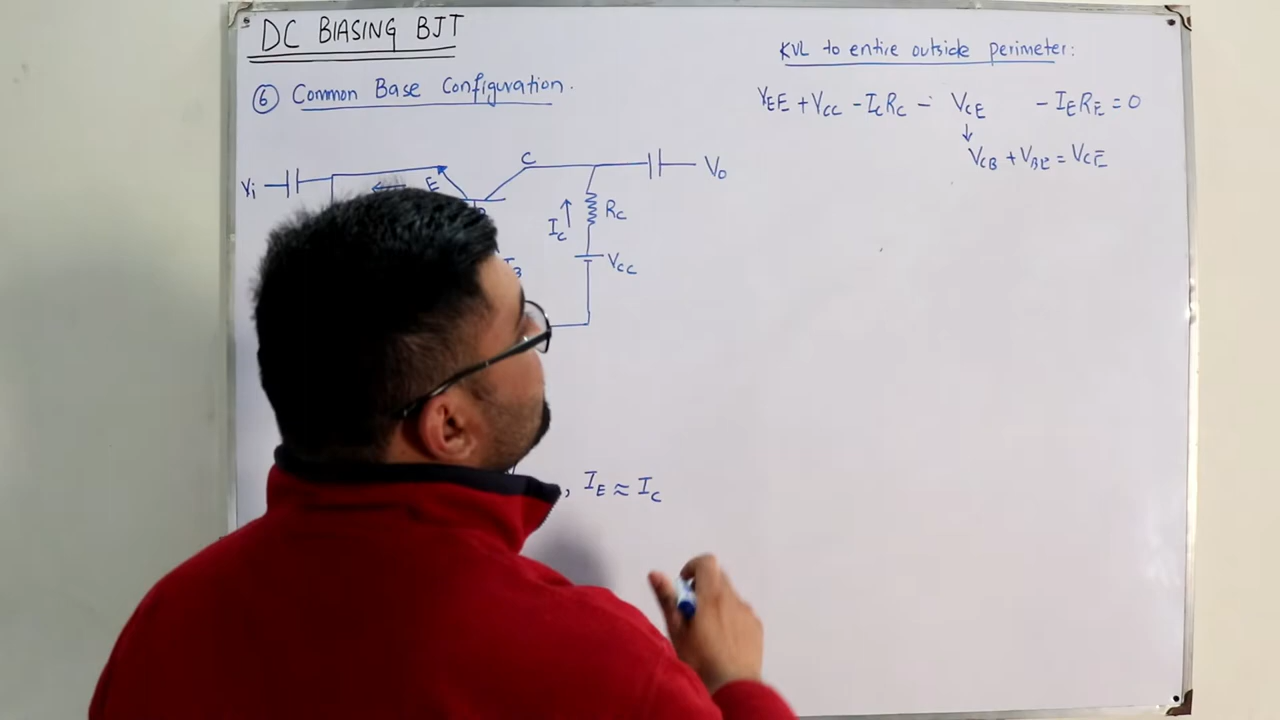 DC BIASING BJT
⑥ Common Base Configuration.
Vi
E
C
Vo
IC
RC
VCC
, IE ≈ IC
KVL to entire outside perimeter:
VEE + VCC - ICRC - VCE - IERE = 0
↓
VCB + VBE = VCE